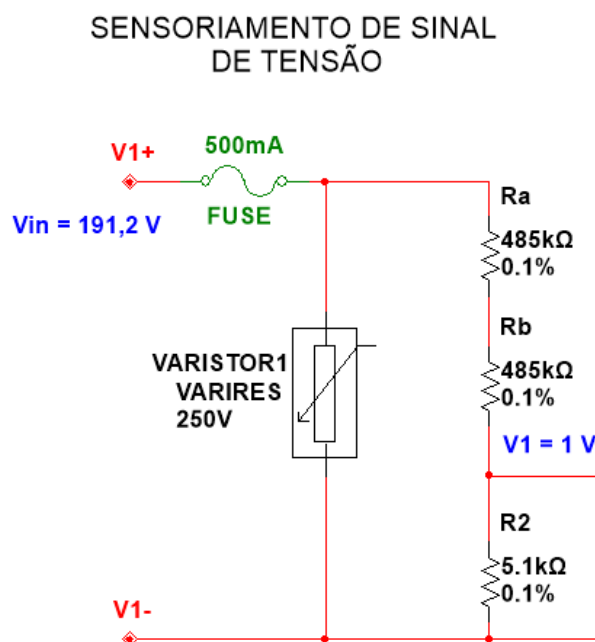 SENSORIAMENTO DE SINAL
DE TENSÃO
V1+
500mA
FUSE
Vin = 191,2 V
Ra
485kΩ
0.1%
Rb
485kΩ
0.1%
VARISTOR1
VARIRES
250V
V1 = 1 V
R2
5.1kΩ
0.1%
V1-